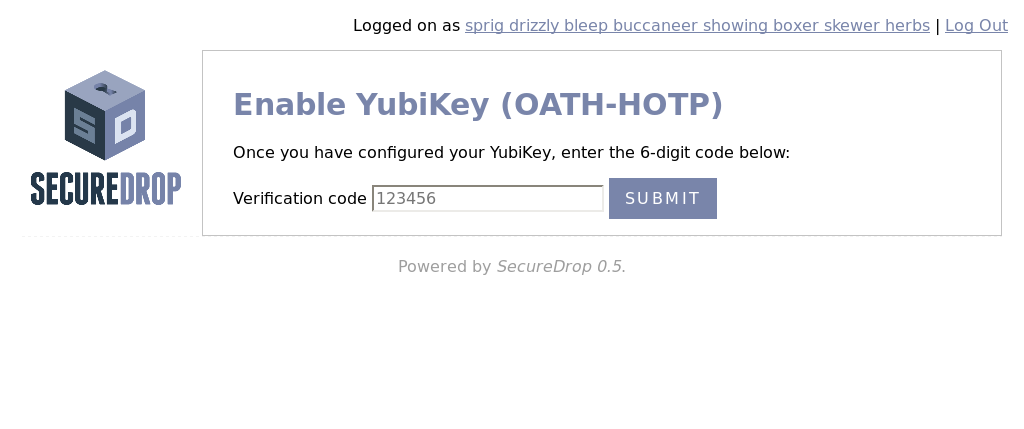 Logged on as sprig drizzly bleep buccaneer showing boxer skewer herbs | Log Out
SD
SECUREDROP
Enable YubiKey (OATH-HOTP)
Once you have configured your YubiKey, enter the 6-digit code below:
Verification code 123456 SUBMIT
Powered by SecureDrop 0.5.